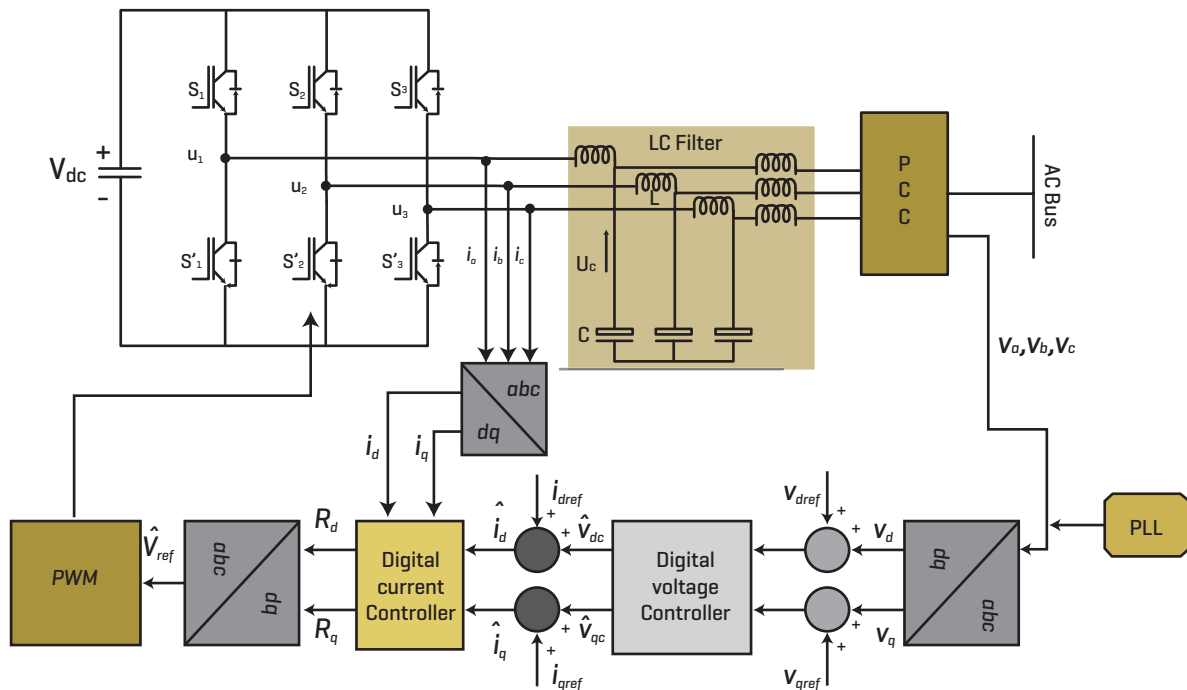 S1
S2
S3
LC Filter
P
C
C
AC Bus
Vdc
+
-
u1
u2
u3
L
S'1
S'2
S'3
ia
ib
ic
Uc
C
va,vb,vc
abc
dq
id
iq
idref
vdref
+
+
+
+
PWM
V̂ref
abc
dq
Rd
Rq
Digital
current
Controller
îd
îq
v̂dc
v̂qc
Digital
voltage
Controller
vd
vq
dq
abc
PLL
+
+
+
+
iqref
vqref